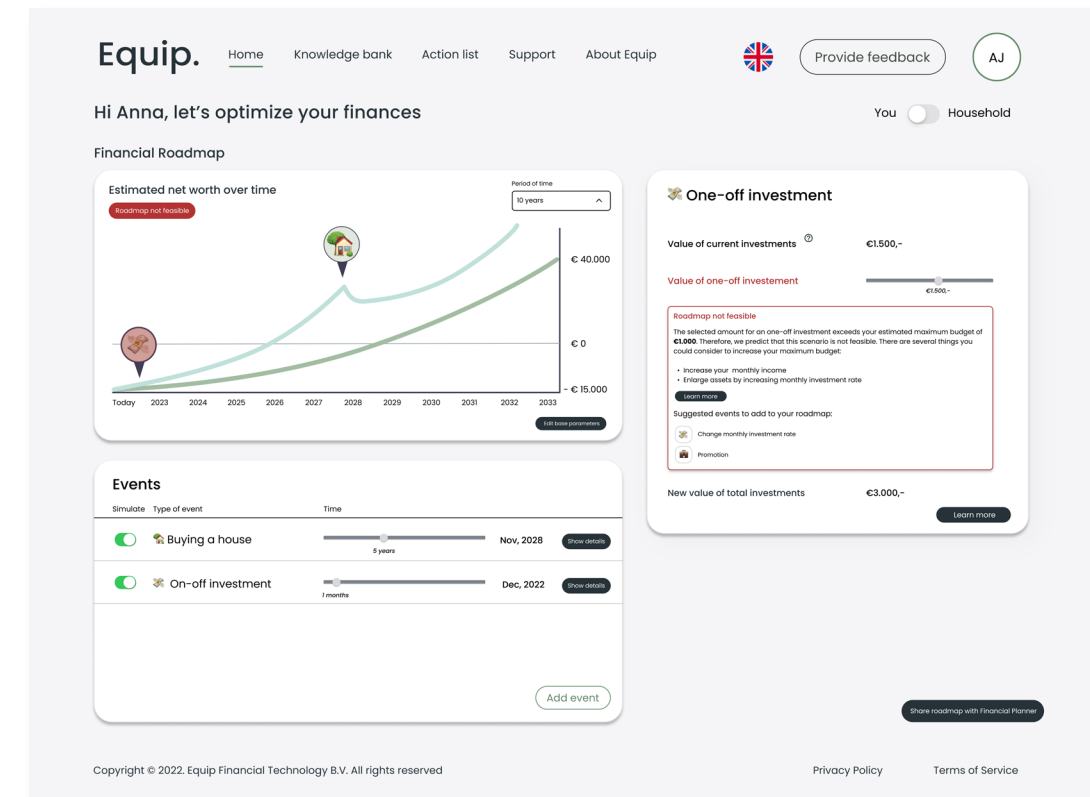 Equip.
Home
Knowledge bank
Action list
Support
About Equip
Provide feedback
AJ
Hi Anna, let's optimize your finances
You
Household
Financial Roadmap
Estimated net worth over time
Roadmap not feasible
Period of time
10 years
€ 40.000
€ 0
- € 15.000
Today 2023 2024 2025 2026 2027 2028 2029 2030 2031 2032 2033
Edit base parameters
Events
Simulate Type of event Time
Buying a house
5 years
Nov, 2028
Show details
On-off investment
1 months
Dec, 2022
Show details
Add event
One-off investment
Value of current investments
?
€1.500,-
Value of one-off investement
€1.500,-
Roadmap not feasible
The selected amount for an one-off investment exceeds your estimated maximum budget of
€1.000. Therefore, we predict that this scenario is not feasible. There are several things you
could consider to increase your maximum budget:
• Increase your monthly income
• Enlarge assets by increasing monthly investment rate
Learn more
Suggested events to add to your roadmap:
Change monthly investment rate
Promotion
New value of total investments
€3.000,-
Learn more
Share roadmap with Financial Planner
Copyright © 2022. Equip Financial Technology B.V. All rights reserved
Privacy Policy
Terms of Service